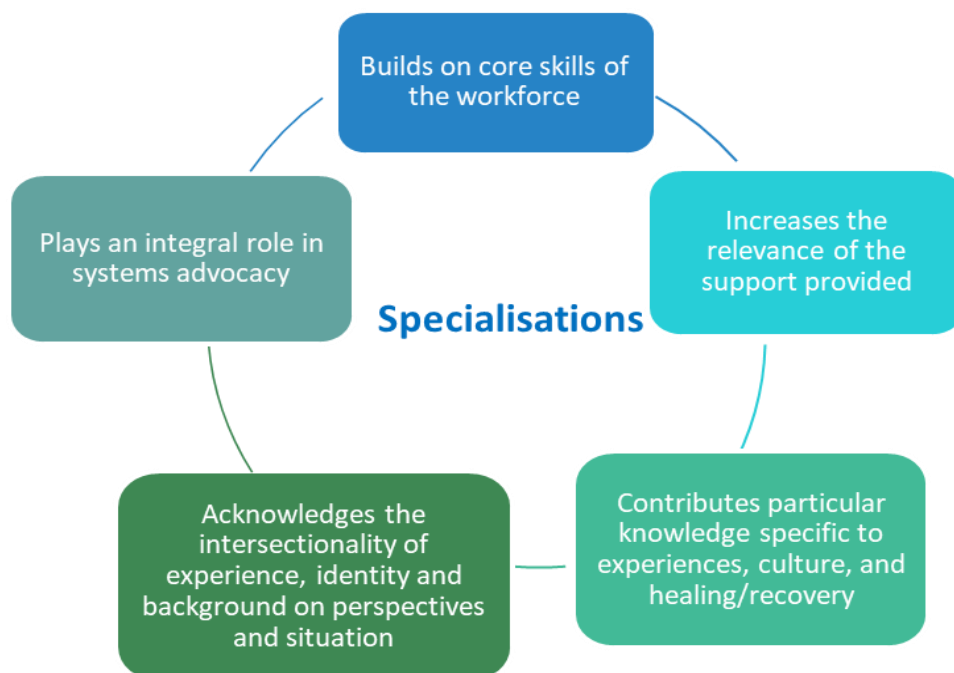 Builds on core skills of
the workforce
Increases the
relevance of the
support provided
Contributes particular
knowledge specific to
experiences, culture, and
healing/recovery
Acknowledges the
intersectionality of
experience, identity and
background on perspectives
and situation
Plays an integral role in
systems advocacy
Specialisations